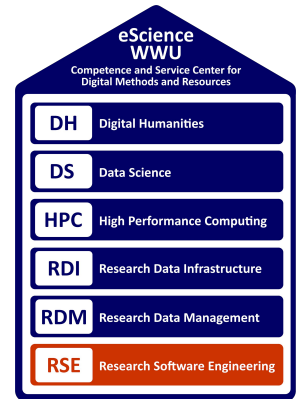 eScience
WWU
Competence and Service Center for
Digital Methods and Resources
DH Digital Humanities
DS Data Science
HPC High Performance Computing
RDI Research Data Infrastructure
RDM Research Data Management
RSE Research Software Engineering